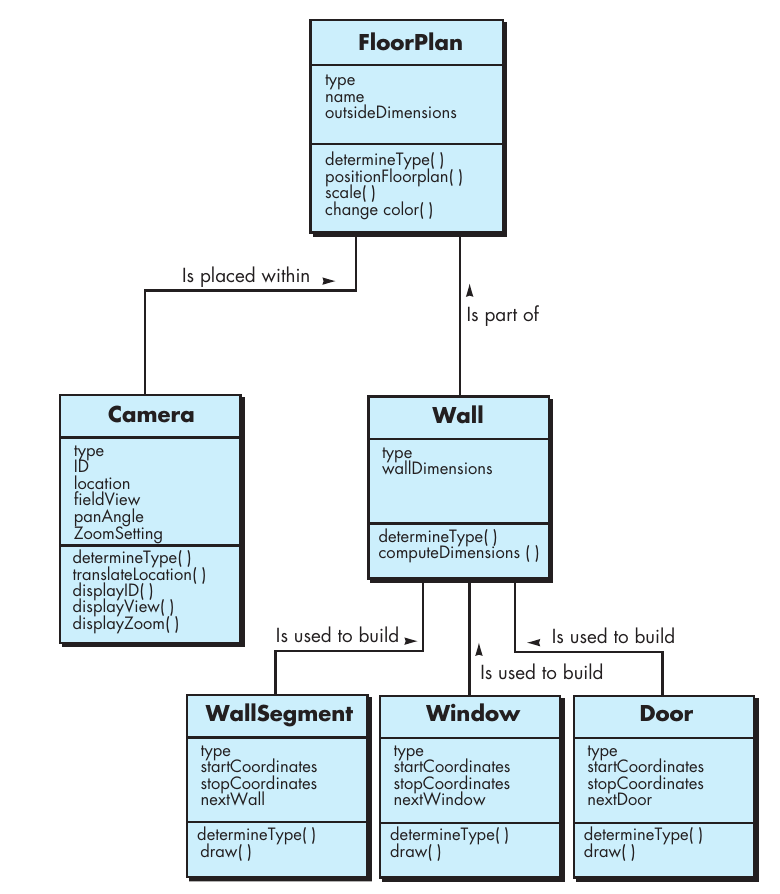 FloorPlan
type
name
outsideDimensions
determineType( )
positionFloorplan( )
scale( )
change color( )
Is placed within
Is part of
Camera
type
ID
location
fieldView
panAngle
ZoomSetting
determineType( )
translateLocation( )
displayID( )
displayView( )
displayZoom( )
Wall
type
wallDimensions
determineType( )
computeDimensions ( )
Is used to build
Is used to build
Is used to build
WallSegment
type
startCoordinates
stopCoordinates
nextWall
determineType( )
draw( )
Window
type
startCoordinates
stopCoordinates
nextWindow
determineType( )
draw( )
Door
type
startCoordinates
stopCoordinates
nextDoor
determineType( )
draw( )